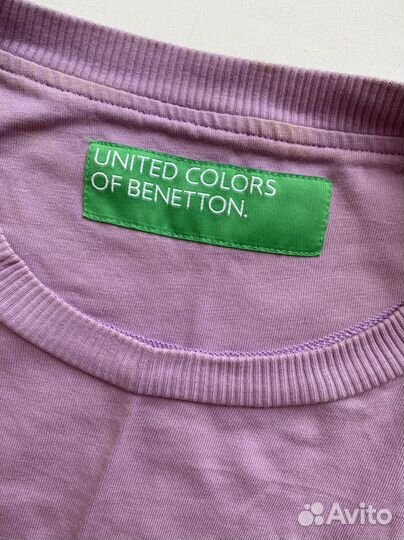 UNITED COLORS
OF BENETTON.
Avito